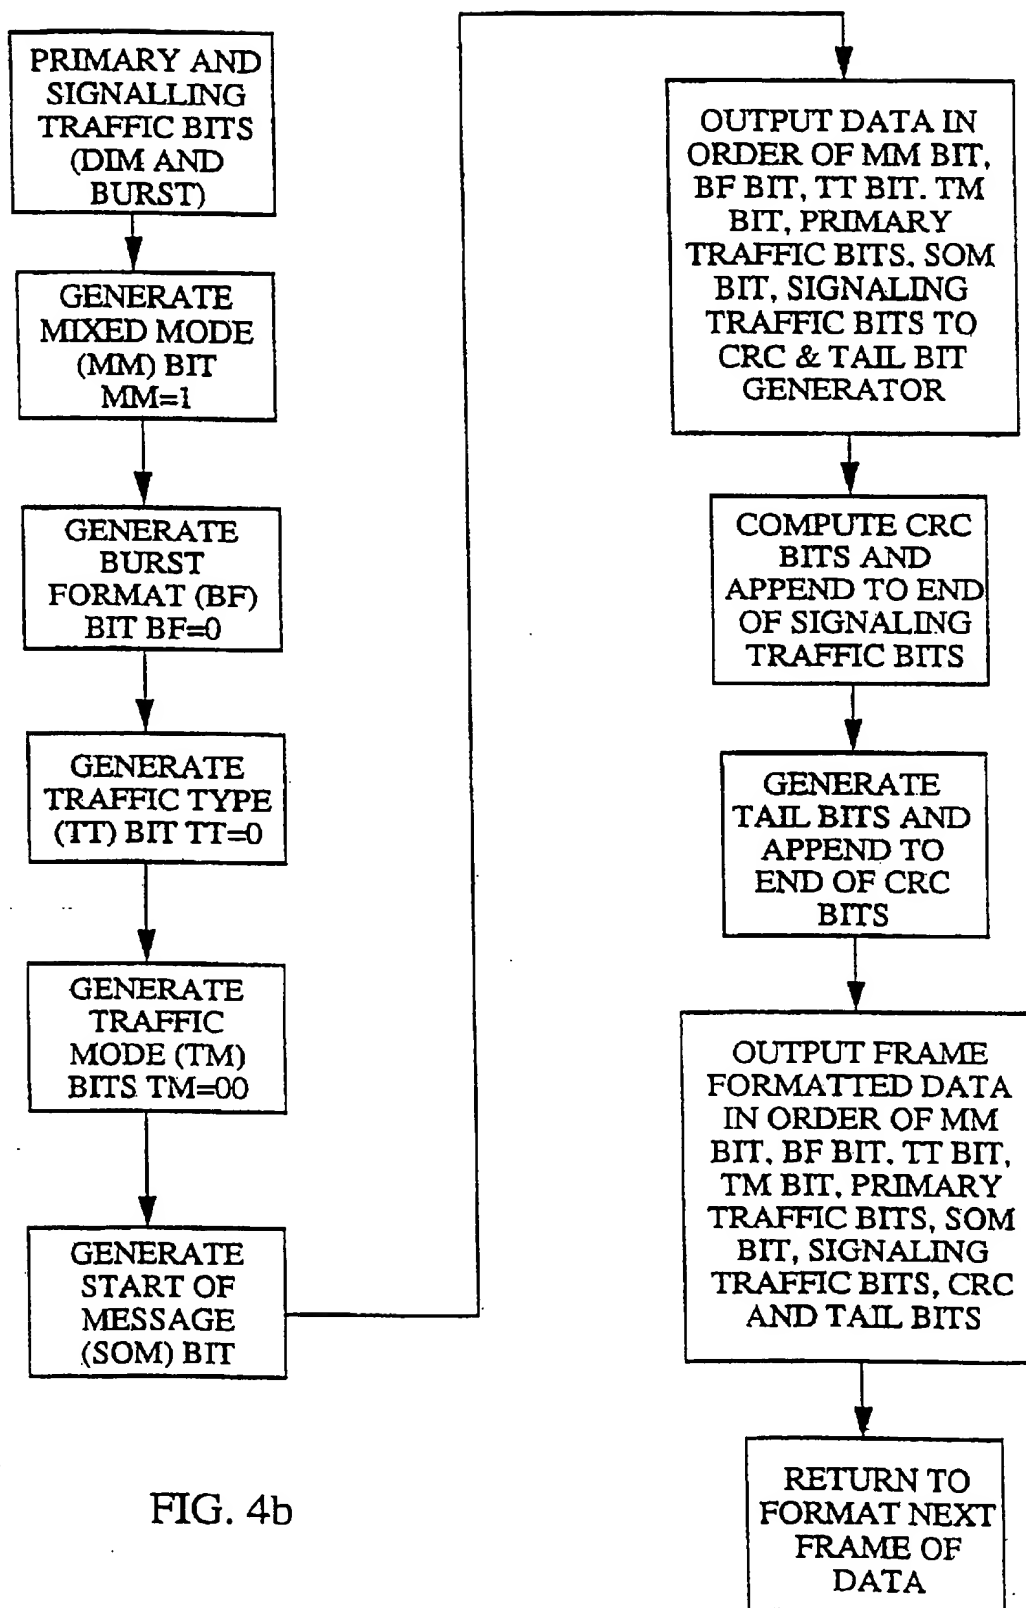 PRIMARY AND
SIGNALLING
TRAFFIC BITS
(DIM AND
BURST)
GENERATE
MIXED MODE
(MM) BIT
MM=1
GENERATE
BURST
FORMAT (BF)
BIT BF=0
GENERATE
TRAFFIC TYPE
(TT) BIT TT=0
GENERATE
TRAFFIC
MODE (TM)
BITS TM=00
GENERATE
START OF
MESSAGE
(SOM) BIT
OUTPUT DATA IN
ORDER OF MM BIT,
BF BIT, TT BIT. TM
BIT, PRIMARY
TRAFFIC BITS, SOM
BIT, SIGNALING
TRAFFIC BITS TO
CRC & TAIL BIT
GENERATOR
COMPUTE CRC
BITS AND
APPEND TO END
OF SIGNALING
TRAFFIC BITS
GENERATE
TAIL BITS AND
APPEND TO
END OF CRC
BITS
OUTPUT FRAME
FORMATTED DATA
IN ORDER OF MM
BIT, BF BIT, TT BIT,
TM BIT, PRIMARY
TRAFFIC BITS, SOM
BIT, SIGNALING
TRAFFIC BITS, CRC
AND TAIL BITS
RETURN TO
FORMAT NEXT
FRAME OF
DATA
FIG. 4b